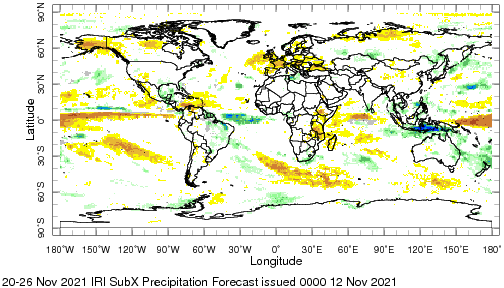 90°N
60°N
30°N
0°
30°S
60°S
90°S
Latitude
180°W 150°W 120°W 90°W 60°W 30°W 0° 30°E 60°E 90°E 120°E 150°E 180°
Longitude
20-26 Nov 2021 IRI SubX Precipitation Forecast issued 0000 12 Nov 2021